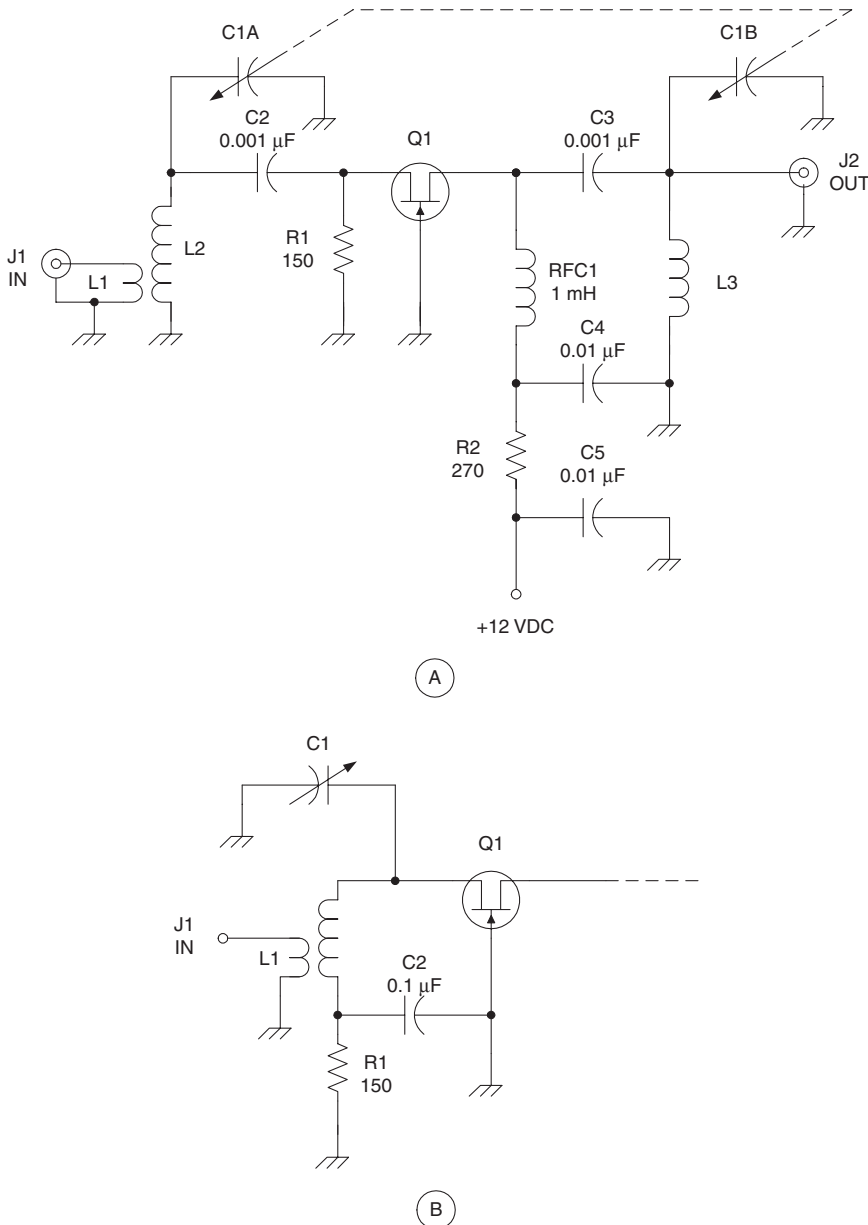 C1A
C1B
C2
0.001 µF
Q1
C3
0.001 µF
J2
OUT
J1
IN
L1
L2
R1
150
RFC1
1 mH
L3
C4
0.01 µF
R2
270
C5
0.01 µF
+12 VDC
A
C1
Q1
J1
IN
L1
C2
0.1 µF
R1
150
B